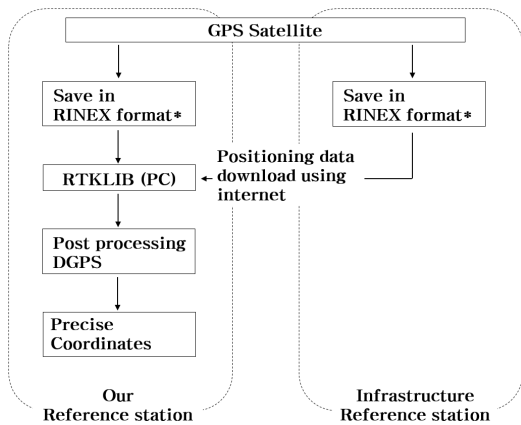 GPS Satellite
Save in
RINEX format*
Save in
RINEX format*
RTKLIB (PC)
Positioning data
download using
internet
Post processing
DGPS
Precise
Coordinates
Our
Reference station
Infrastructure
Reference station